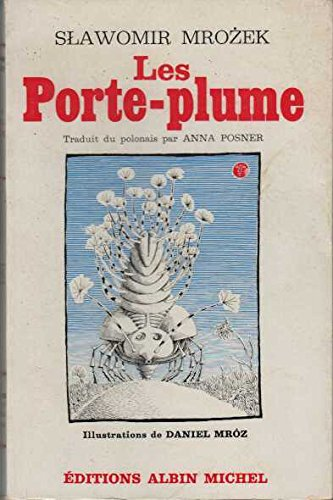 SŁAWOMIR MROŻEK
Les
Porte-plume
Traduit du polonais par ANNA POSNER
Illustrations de DANIEL MRÓZ
ÉDITIONS ALBIN MICHEL